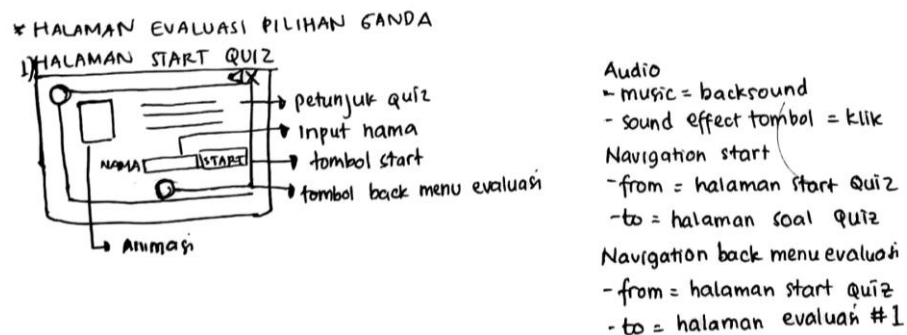 * HALAMAN EVALUASI PILIHAN GANDA
1) HALAMAN START QUIZ
petunjuk quiz
input nama
NAMA START
tombol start
tombol back menu evaluasi
Animasi
Audio
- music = backsound
- sound effect tombol = klik
Navigation start
- from = halaman start Quiz
- to = halaman soal quiz
Navigation back menu evaluasi
- from = halaman start Quiz
- to = halaman evaluasi #1